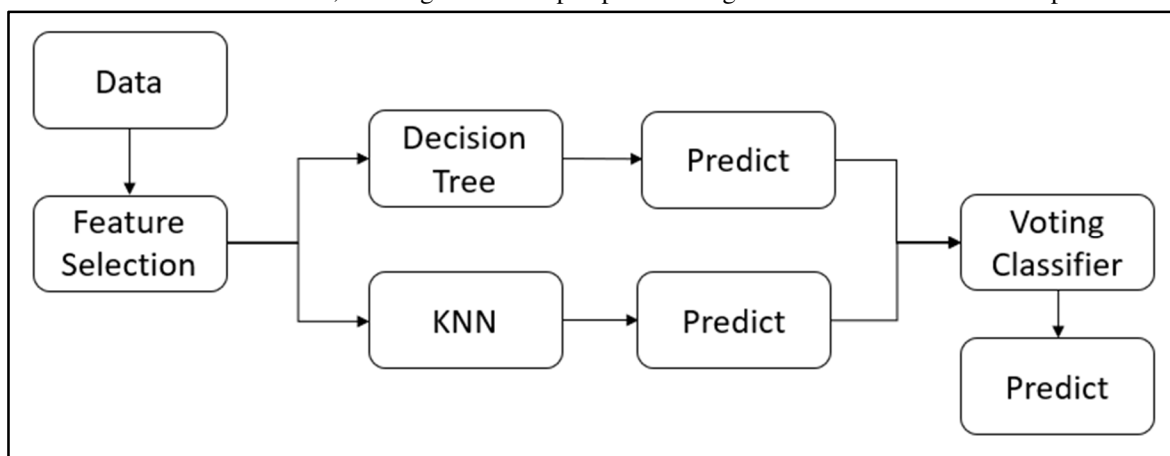 Data
Feature
Selection
Decision
Tree
Predict
KNN
Predict
Voting
Classifier
Predict